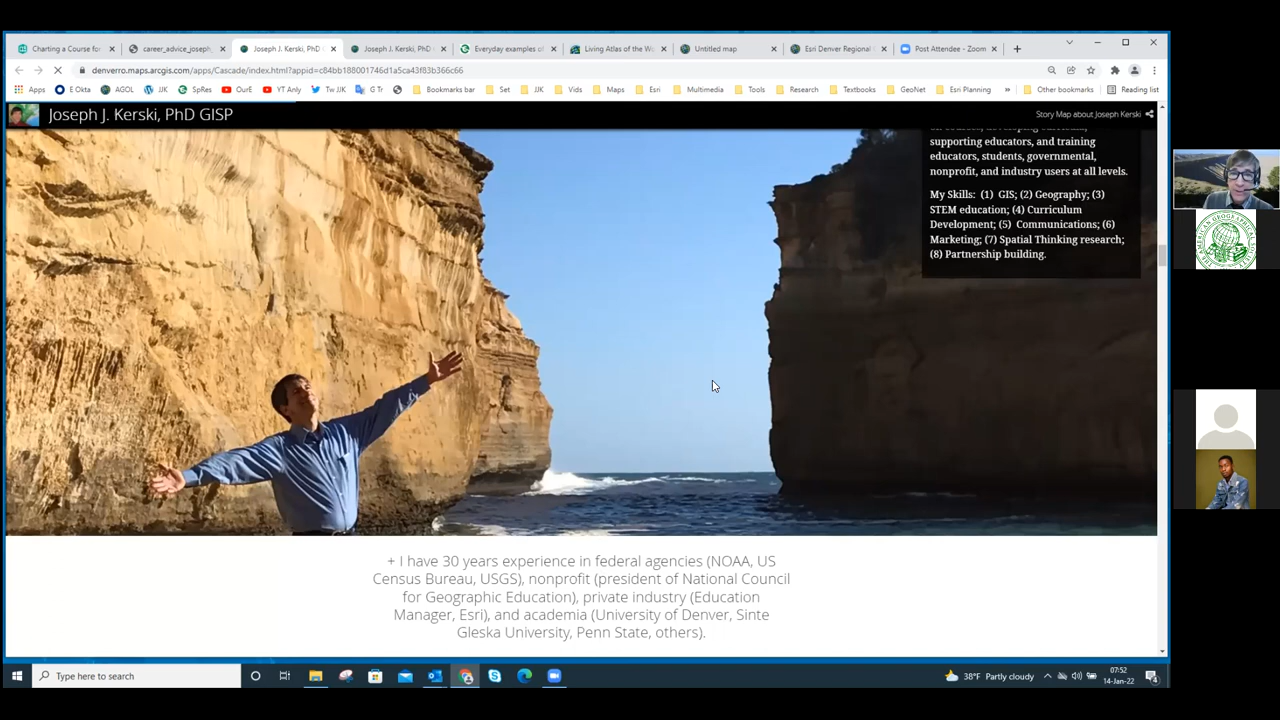 Charting a Course fo
career_advice_joseph_
Joseph J. Kerski, PhD
Joseph J. Kerski, PhD G
Everyday examples of
Living Atlas of the Wo
Untitled map
Esri Denver Regional
Post Attendee - Zoom
denverro.maps.arcgis.com/apps/Cascade/index.html?appid=c84bb188001746d1a5ca43f83b366c66
Apps
E Okta
AGOL
JJK
SpRes
OurE
YT Anly
Tw JJK
G Tr
Bookmarks bar
Set
JJK
Vids
Maps
Esri
Multimedia
Tools
Research
Textbooks
GeoNet
Esri Planning
»
Other bookmarks
Reading list
Joseph J. Kerski, PhD GISP
Story Map about Joseph Kerski
on courses, developing curriculum,
supporting educators, and training
educators, students, governmental,
nonprofit, and industry users at all levels.
My Skills: (1) GIS; (2) Geography; (3)
STEM education; (4) Curriculum
Development; (5) Communications; (6)
Marketing; (7) Spatial Thinking research;
(8) Partnership building.
+ I have 30 years experience in federal agencies (NOAA, US
Census Bureau, USGS), nonprofit (president of National Council
for Geographic Education), private industry (Education
Manager, Esri), and academia (University of Denver, Sinte
Gleska University, Penn State, others).
Type here to search
38°F Partly cloudy
07:52
14-Jan-22